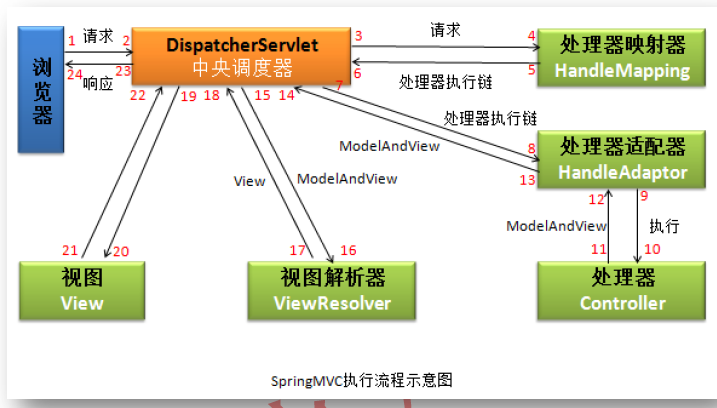 1 请求 2
DispatcherServlet
中央调度器
3 请求 4
处理器映射器
HandleMapping
浏览器
24 响应 23
6 处理器执行链 5
22 19 18 15 14 7
处理器执行链
ModelAndView
8
处理器适配器
HandleAdaptor
13
View
ModelAndView
12 9
ModelAndView
执行
11 10
21 20
17 16
视图
View
视图解析器
ViewResolver
处理器
Controller
SpringMVC执行流程示意图